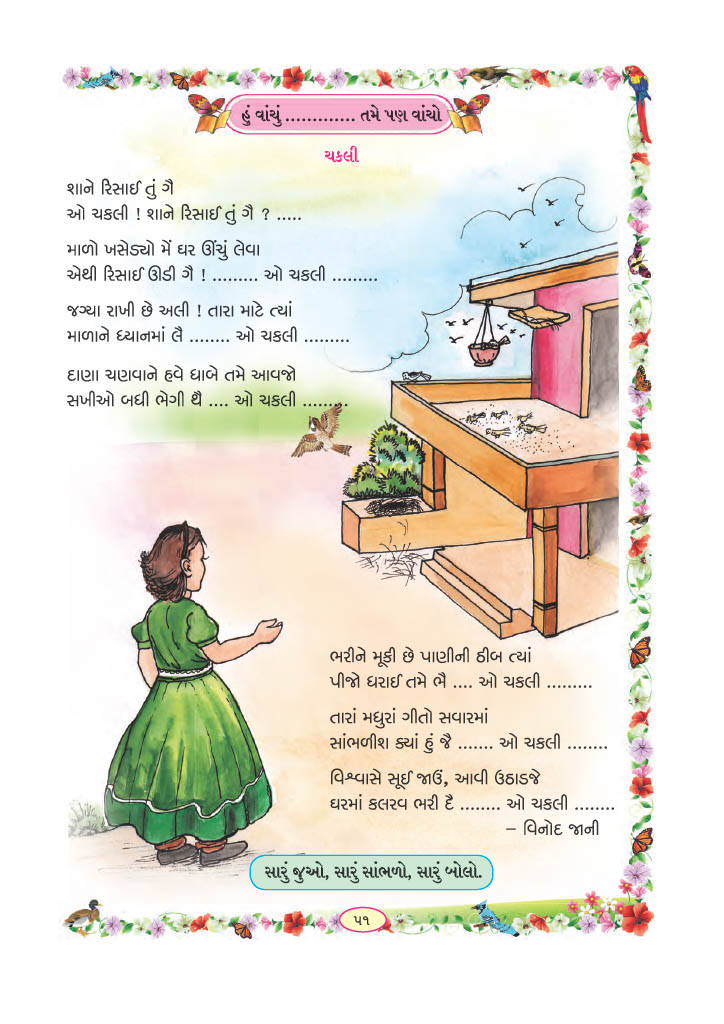 હું વાંચું ............. તમે પણ વાંચો
ચકલી
શાને રિસાઈ તું ગૈ
ઓ ચકલી ! શાને રિસાઈ તું ગૈ ? .....
માળો ખસેડ્યો મેં ઘર ઊંચું લેવા
એથી રિસાઈ ઊડી ગૈ ! ......... ઓ ચકલી .........
જગ્યા રાખી છે અલી ! તારા માટે ત્યાં
માળાને ધ્યાનમાં લૈ ........ ઓ ચકલી .........
દાણા ચણવાને હવે ધાબે તમે આવજો
સખીઓ બધી ભેગી થૈ .... ઓ ચકલી .........
ભરીને મૂકી છે પાણીની ઠીબ ત્યાં
પીજો ધરાઈ તમે ભૈ .... ઓ ચકલી .........
તારાં મધુરાં ગીતો સવારમાં
સાંભળીશ ક્યાં હું જૈ ....... ઓ ચકલી ........
વિશ્વાસે સૂઈ જાઉં, આવી ઉઠાડજે
ઘરમાં કલરવ ભરી દૈ ........ ઓ ચકલી ........
– વિનોદ જાની
સારું જુઓ, સારું સાંભળો, સારું બોલો.
૫૧